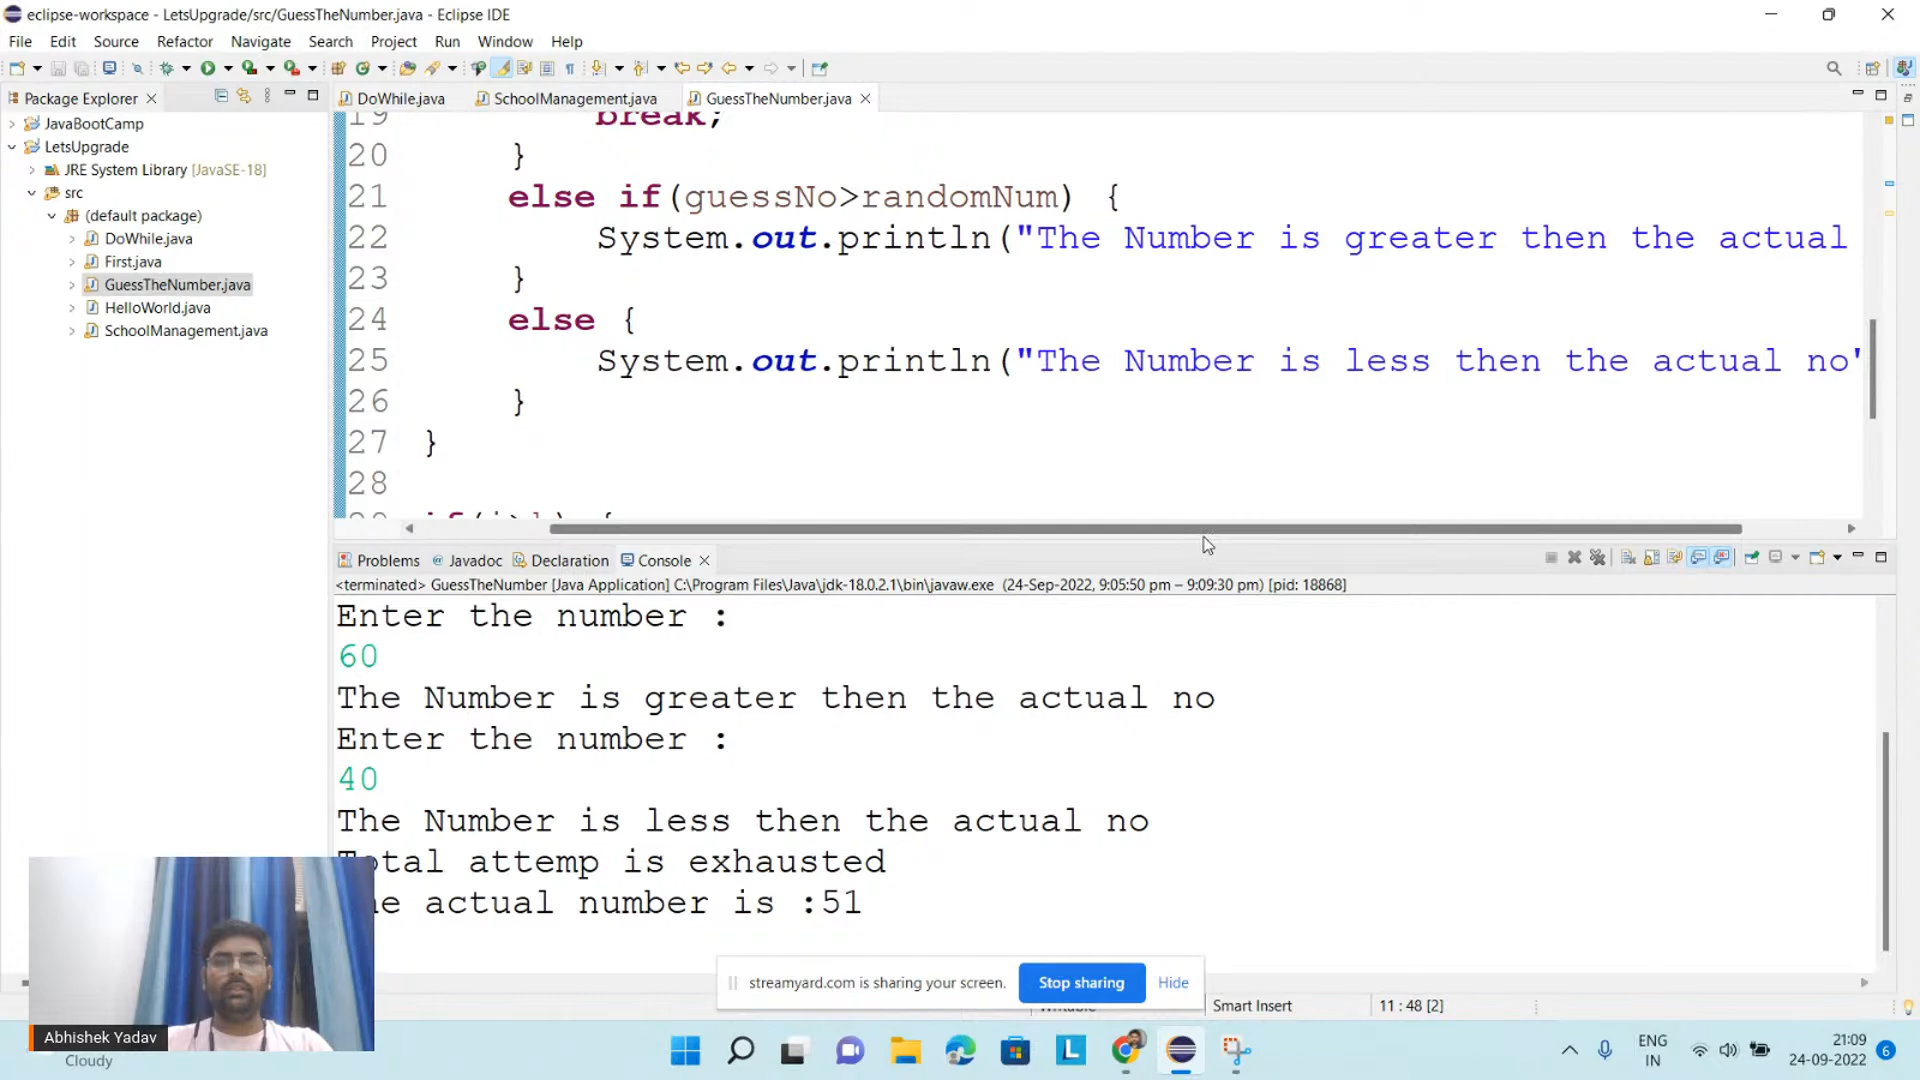 eclipse-workspace - LetsUpgrade/src/GuessTheNumber.java - Eclipse IDE
File Edit Source Refactor Navigate Search Project Run Window Help
Package Explorer
DoWhile.java SchoolManagement.java GuessTheNumber.java
JavaBootCamp
LetsUpgrade
JRE System Library [JavaSE-18]
src
(default package)
DoWhile.java
First.java
GuessTheNumber.java
HelloWorld.java
SchoolManagement.java
19 break;
20 }
21 else if(guessNo>randomNum) {
22 System.out.println("The Number is greater then the actual
23 }
24 else {
25 System.out.println("The Number is less then the actual no"
26 }
27 }
28
Problems Javadoc Declaration Console
<terminated> GuessTheNumber [Java Application] C:\Program Files\Java\jdk-18.0.2.1\bin\javaw.exe (24-Sep-2022, 9:05:50 pm – 9:09:30 pm) [pid: 18868]
Enter the number :
60
The Number is greater then the actual no
Enter the number :
40
The Number is less then the actual no
Total attemp is exhausted
he actual number is :51
streamyard.com is sharing your screen. Stop sharing Hide
Smart Insert 11 : 48 [2]
Abhishek Yadav
Cloudy
ENG
IN
21:09
24-09-2022
6